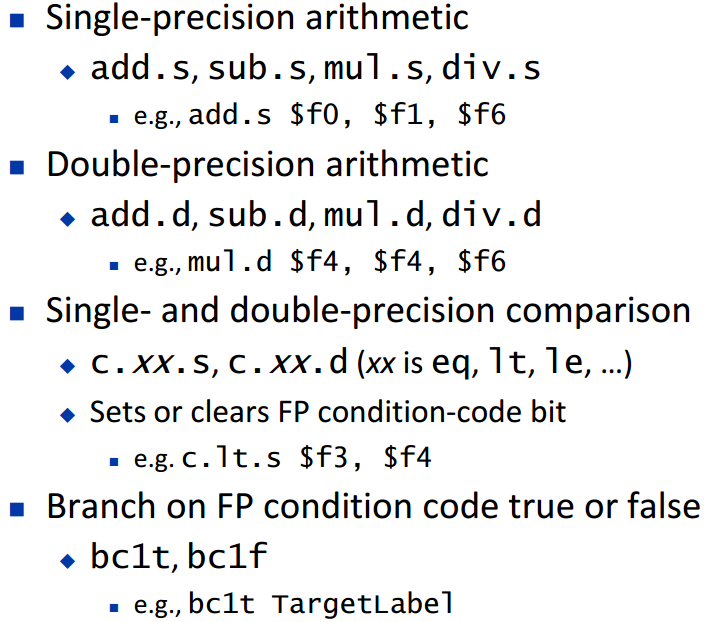 Single-precision arithmetic
add.s, sub.s, mul.s, div.s
e.g., add.s $f0, $f1, $f6
Double-precision arithmetic
add.d, sub.d, mul.d, div.d
e.g., mul.d $f4, $f4, $f6
Single- and double-precision comparison
c.xx.s, c.xx.d (xx is eq, lt, le, …)
Sets or clears FP condition-code bit
e.g. c.lt.s $f3, $f4
Branch on FP condition code true or false
bc1t, bc1f
e.g., bc1t TargetLabel